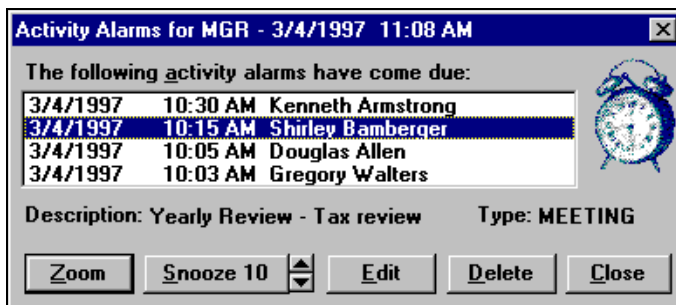 Activity Alarms for MGR - 3/4/1997 11:08 AM
The following activity alarms have come due:
3/4/1997 10:30 AM Kenneth Armstrong
3/4/1997 10:15 AM Shirley Bamberger
3/4/1997 10:05 AM Douglas Allen
3/4/1997 10:03 AM Gregory Walters
Description: Yearly Review - Tax review Type: MEETING
Zoom Snooze 10 Edit Delete Close